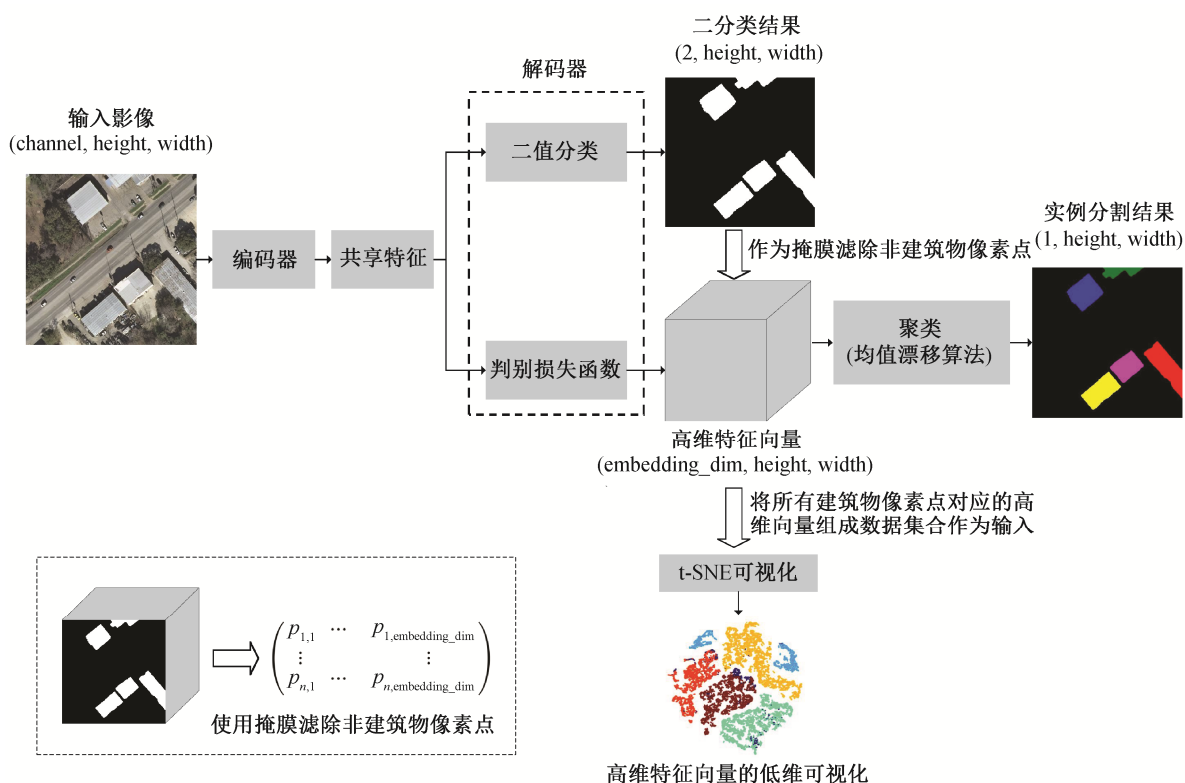 二分类结果
(2, height, width)
解码器
输入影像
(channel, height, width)
二值分类
编码器
共享特征
作为掩膜滤除非建筑物像素点
实例分割结果
(1, height, width)
聚类
(均值漂移算法)
判别损失函数
高维特征向量
(embedding_dim, height, width)
将所有建筑物像素点对应的高
维向量组成数据集合作为输入
t-SNE可视化
p1,1 ⋯ p1,embedding_dim
⋮ ⋮
pn,1 ⋯ pn,embedding_dim
使用掩膜滤除非建筑物像素点
高维特征向量的低维可视化